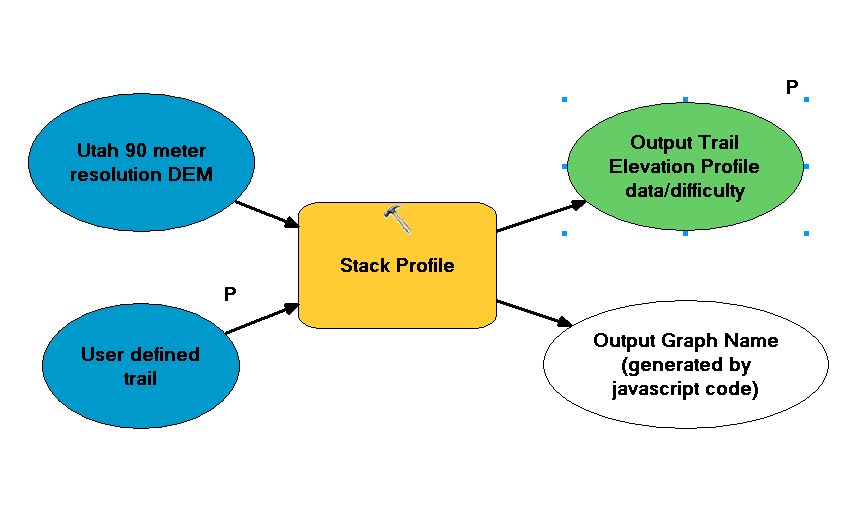 Utah 90 meter
resolution DEM
P
User defined
trail
Stack Profile
P
Output Trail
Elevation Profile
data/difficulty
Output Graph Name
(generated by
javascript code)